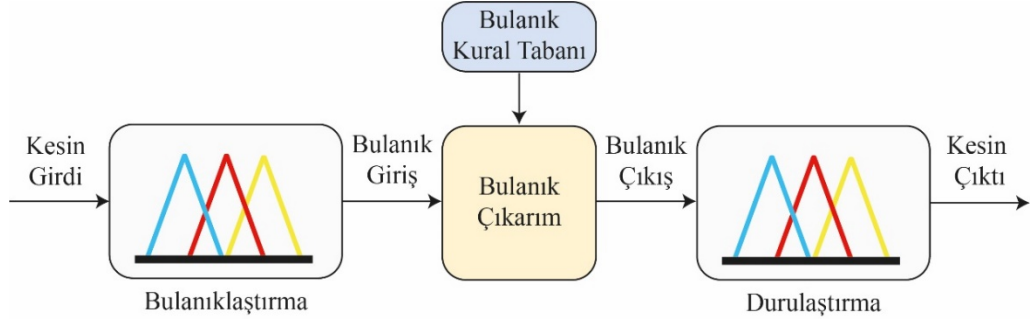 Bulanık
Kural Tabanı
Kesin
Girdi
Bulanıklaştırma
Bulanık
Giriş
Bulanık
Çıkarım
Bulanık
Çıkış
Durulaştırma
Kesin
Çıktı